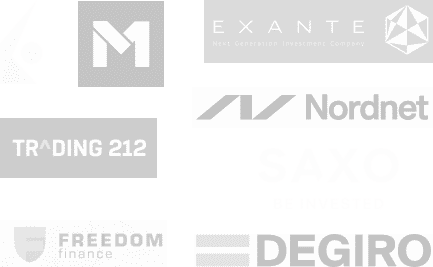 M
EXANTE
Next Generation Investment Company
Nordnet
TR^DING 212
SAXO
FREEDOM
finance
DEGIRO